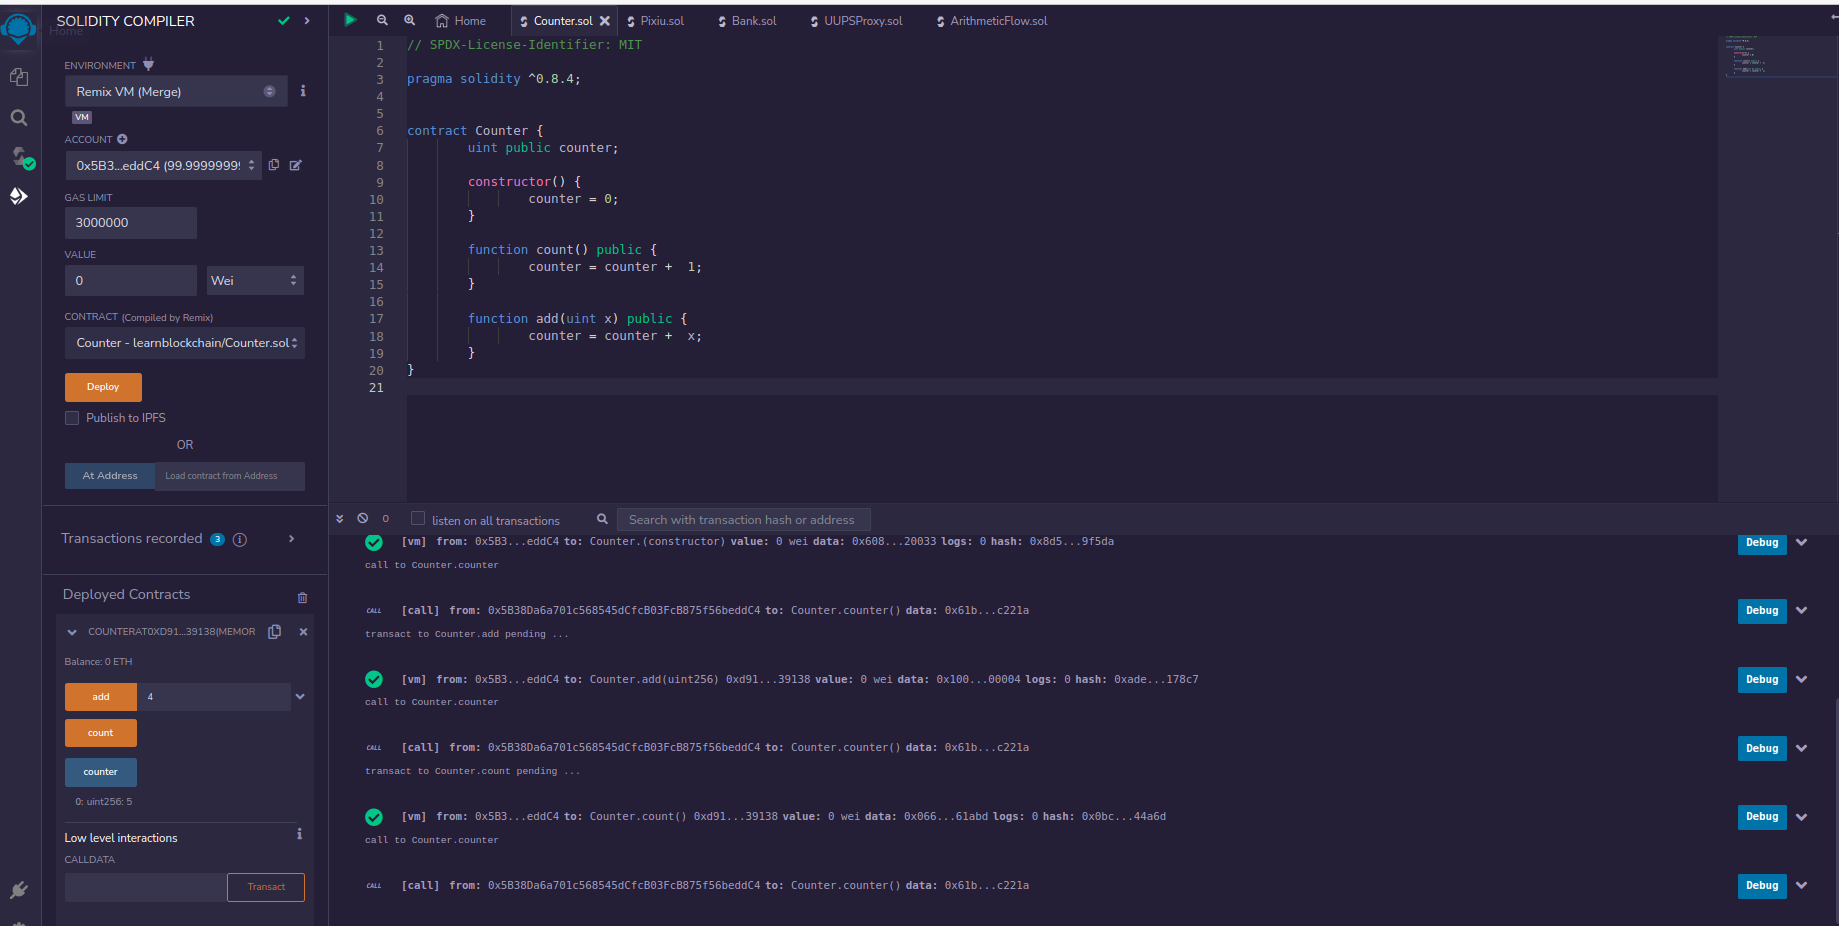 SOLIDITY COMPILER
Home
ENVIRONMENT
Remix VM (Merge)
VM
ACCOUNT
0x5B3...eddC4 (99.9999999
GAS LIMIT
3000000
VALUE
0
Wei
CONTRACT (Compiled by Remix)
Counter - learnblockchain/Counter.sol
Deploy
Publish to IPFS
OR
At Address
Load contract from Address
Transactions recorded 3
Deployed Contracts
COUNTERAT0XD91...39138(MEMOR
Balance: 0 ETH
add 4
count
counter
0: uint256: 5
Low level interactions
CALLDATA
Transact
Home Counter.sol Pixiu.sol Bank.sol UUPSProxy.sol ArithmeticFlow.sol
1 // SPDX-License-Identifier: MIT
2
3 pragma solidity ^0.8.4;
4
5
6 contract Counter {
7 uint public counter;
8
9 constructor() {
10 counter = 0;
11 }
12
13 function count() public {
14 counter = counter +  1;
15 }
16
17 function add(uint x) public {
18 counter = counter +  x;
19 }
20 }
21
0 listen on all transactions Search with transaction hash or address
[vm] from: 0x5B3...eddC4 to: Counter.(constructor) value: 0 wei data: 0x608...20033 logs: 0 hash: 0x8d5...9f5da Debug
call to Counter.counter
CALL [call] from: 0x5B38Da6a701c568545dCfcB03FcB875f56beddC4 to: Counter.counter() data: 0x61b...c221a Debug
transact to Counter.add pending ...
[vm] from: 0x5B3...eddC4 to: Counter.add(uint256) 0xd91...39138 value: 0 wei data: 0x100...00004 logs: 0 hash: 0xade...178c7 Debug
call to Counter.counter
CALL [call] from: 0x5B38Da6a701c568545dCfcB03FcB875f56beddC4 to: Counter.counter() data: 0x61b...c221a Debug
transact to Counter.count pending ...
[vm] from: 0x5B3...eddC4 to: Counter.count() 0xd91...39138 value: 0 wei data: 0x066...61abd logs: 0 hash: 0x0bc...44a6d Debug
call to Counter.counter
CALL [call] from: 0x5B38Da6a701c568545dCfcB03FcB875f56beddC4 to: Counter.counter() data: 0x61b...c221a Debug